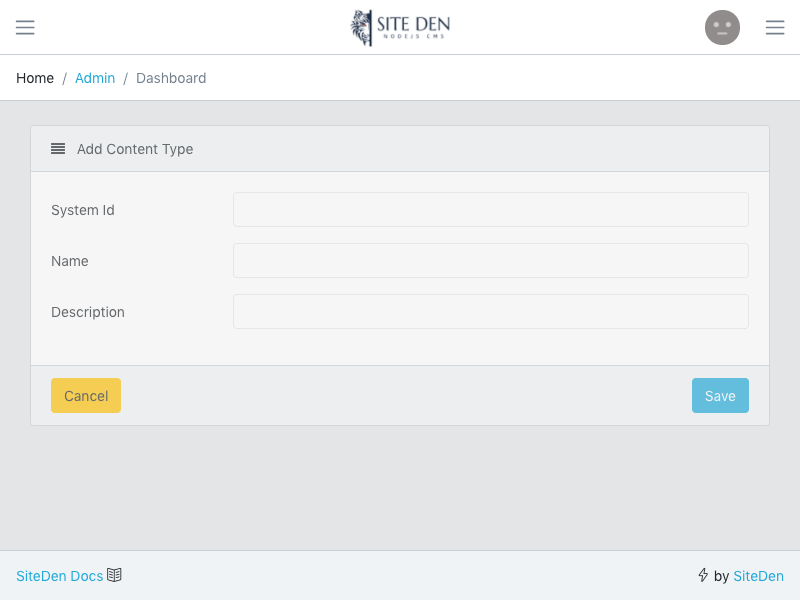 SITE DEN
NODEJS CMS
Home / Admin / Dashboard
Add Content Type
System Id
Name
Description
Cancel
Save
SiteDen Docs
by SiteDen